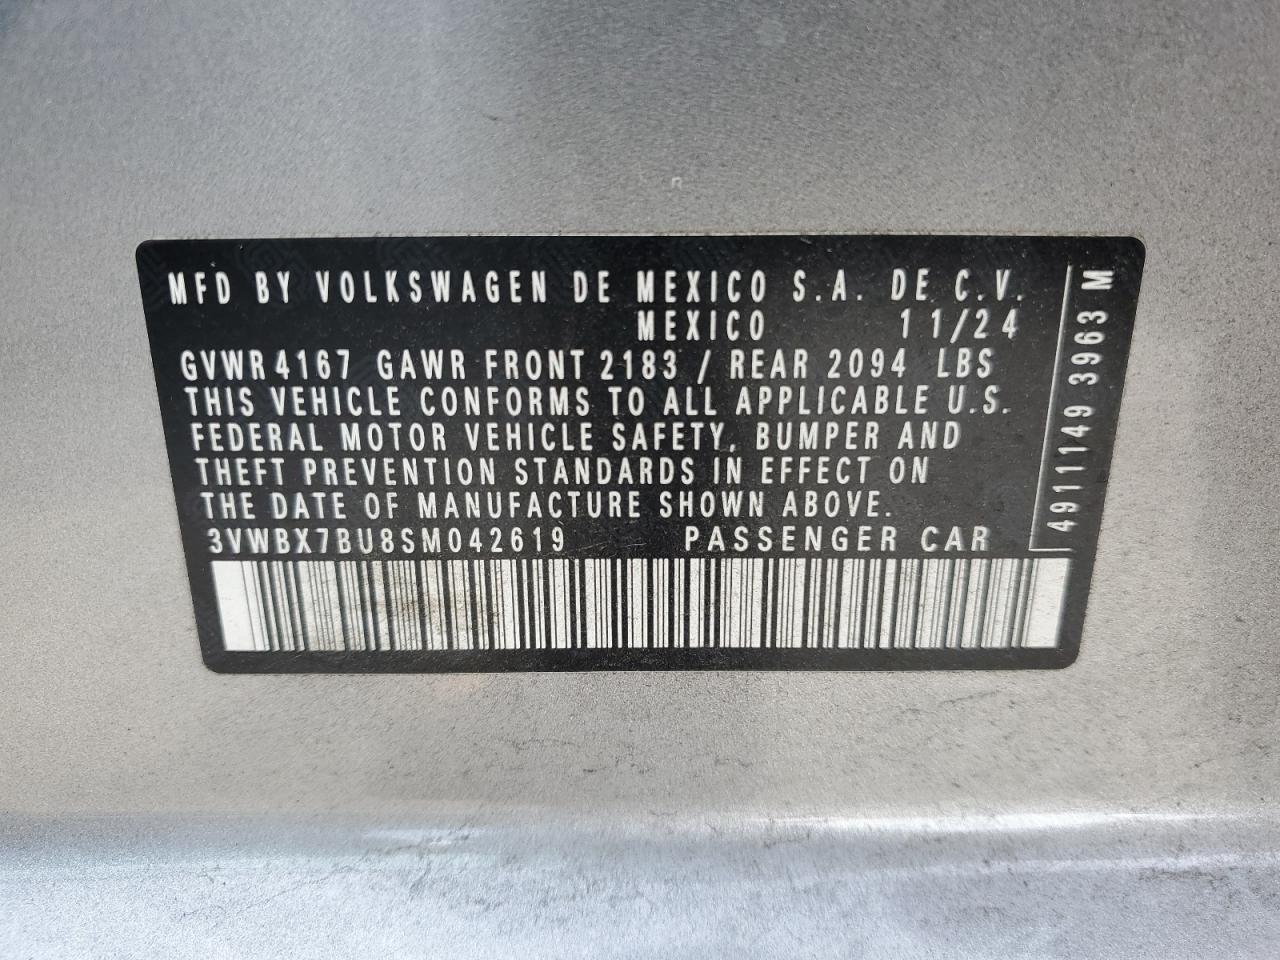 MFD BY VOLKSWAGEN DE MEXICO S.A. DE C.V.
MEXICO 11/24
GVWR 4167 GAWR FRONT 2183 / REAR 2094 LBS
THIS VEHICLE CONFORMS TO ALL APPLICABLE U.S.
FEDERAL MOTOR VEHICLE SAFETY, BUMPER AND
THEFT PREVENTION STANDARDS IN EFFECT ON
THE DATE OF MANUFACTURE SHOWN ABOVE.
3VWBX7BU8SM042619 PASSENGER CAR
4911149 3963 M